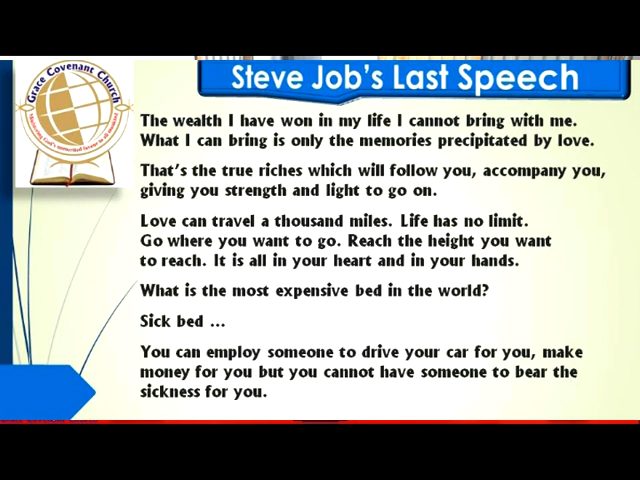 Steve Job's Last Speech
Grace Covenant Church
The wealth I have won in my life I cannot bring with me.
What I can bring is only the memories precipitated by love.
That's the true riches which will follow you, accompany you,
giving you strength and light to go on.
Love can travel a thousand miles. Life has no limit.
Go where you want to go. Reach the height you want
to reach. It is all in your heart and in your hands.
What is the most expensive bed in the world?
Sick bed ...
You can employ someone to drive your car for you, make
money for you but you cannot have someone to bear the
sickness for you.